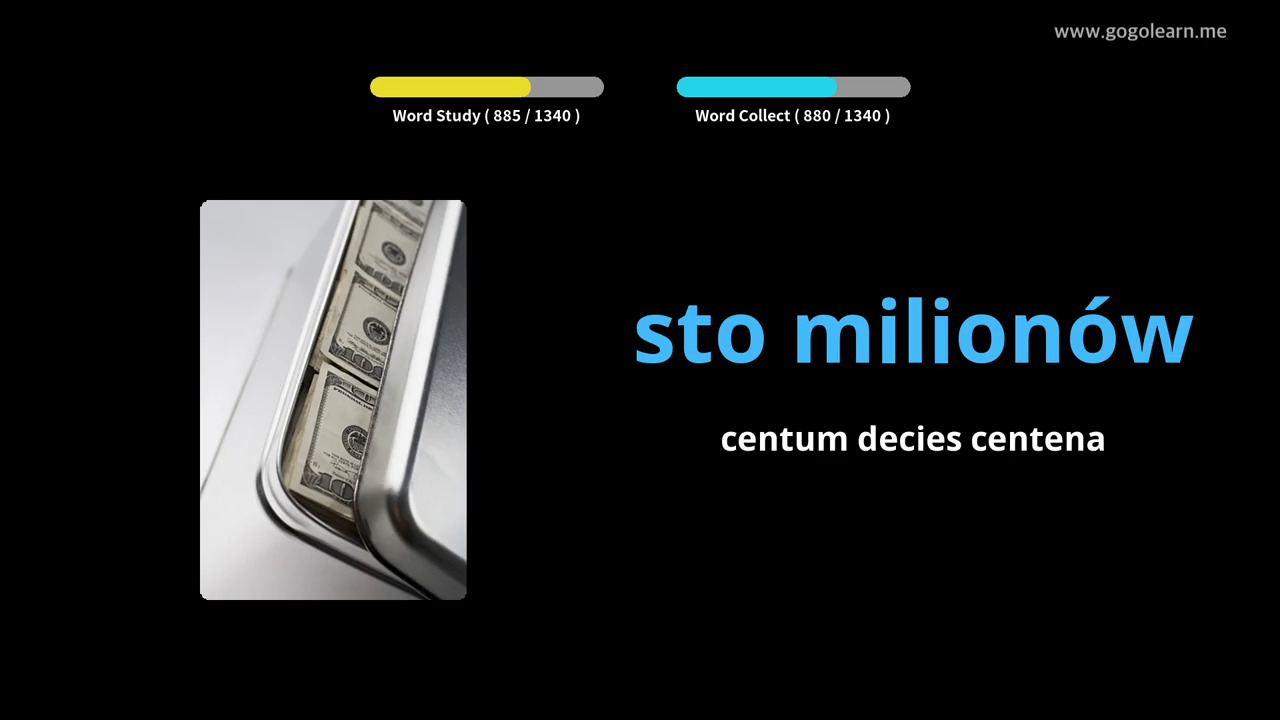 www.gogolearn.me
Word Study ( 885 / 1340 )
Word Collect ( 880 / 1340 )
sto milionów
centum decies centena